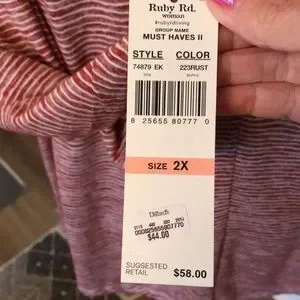 Ruby Rd.
woman
#rubyrdliving
GROUP NAME
MUST HAVES II
STYLE COLOR
74879 EK 223RUST
8 25655 80777 0
SIZE 2X
Dillard's
000825655807770
$44.00
SUGGESTED
RETAIL $58.00